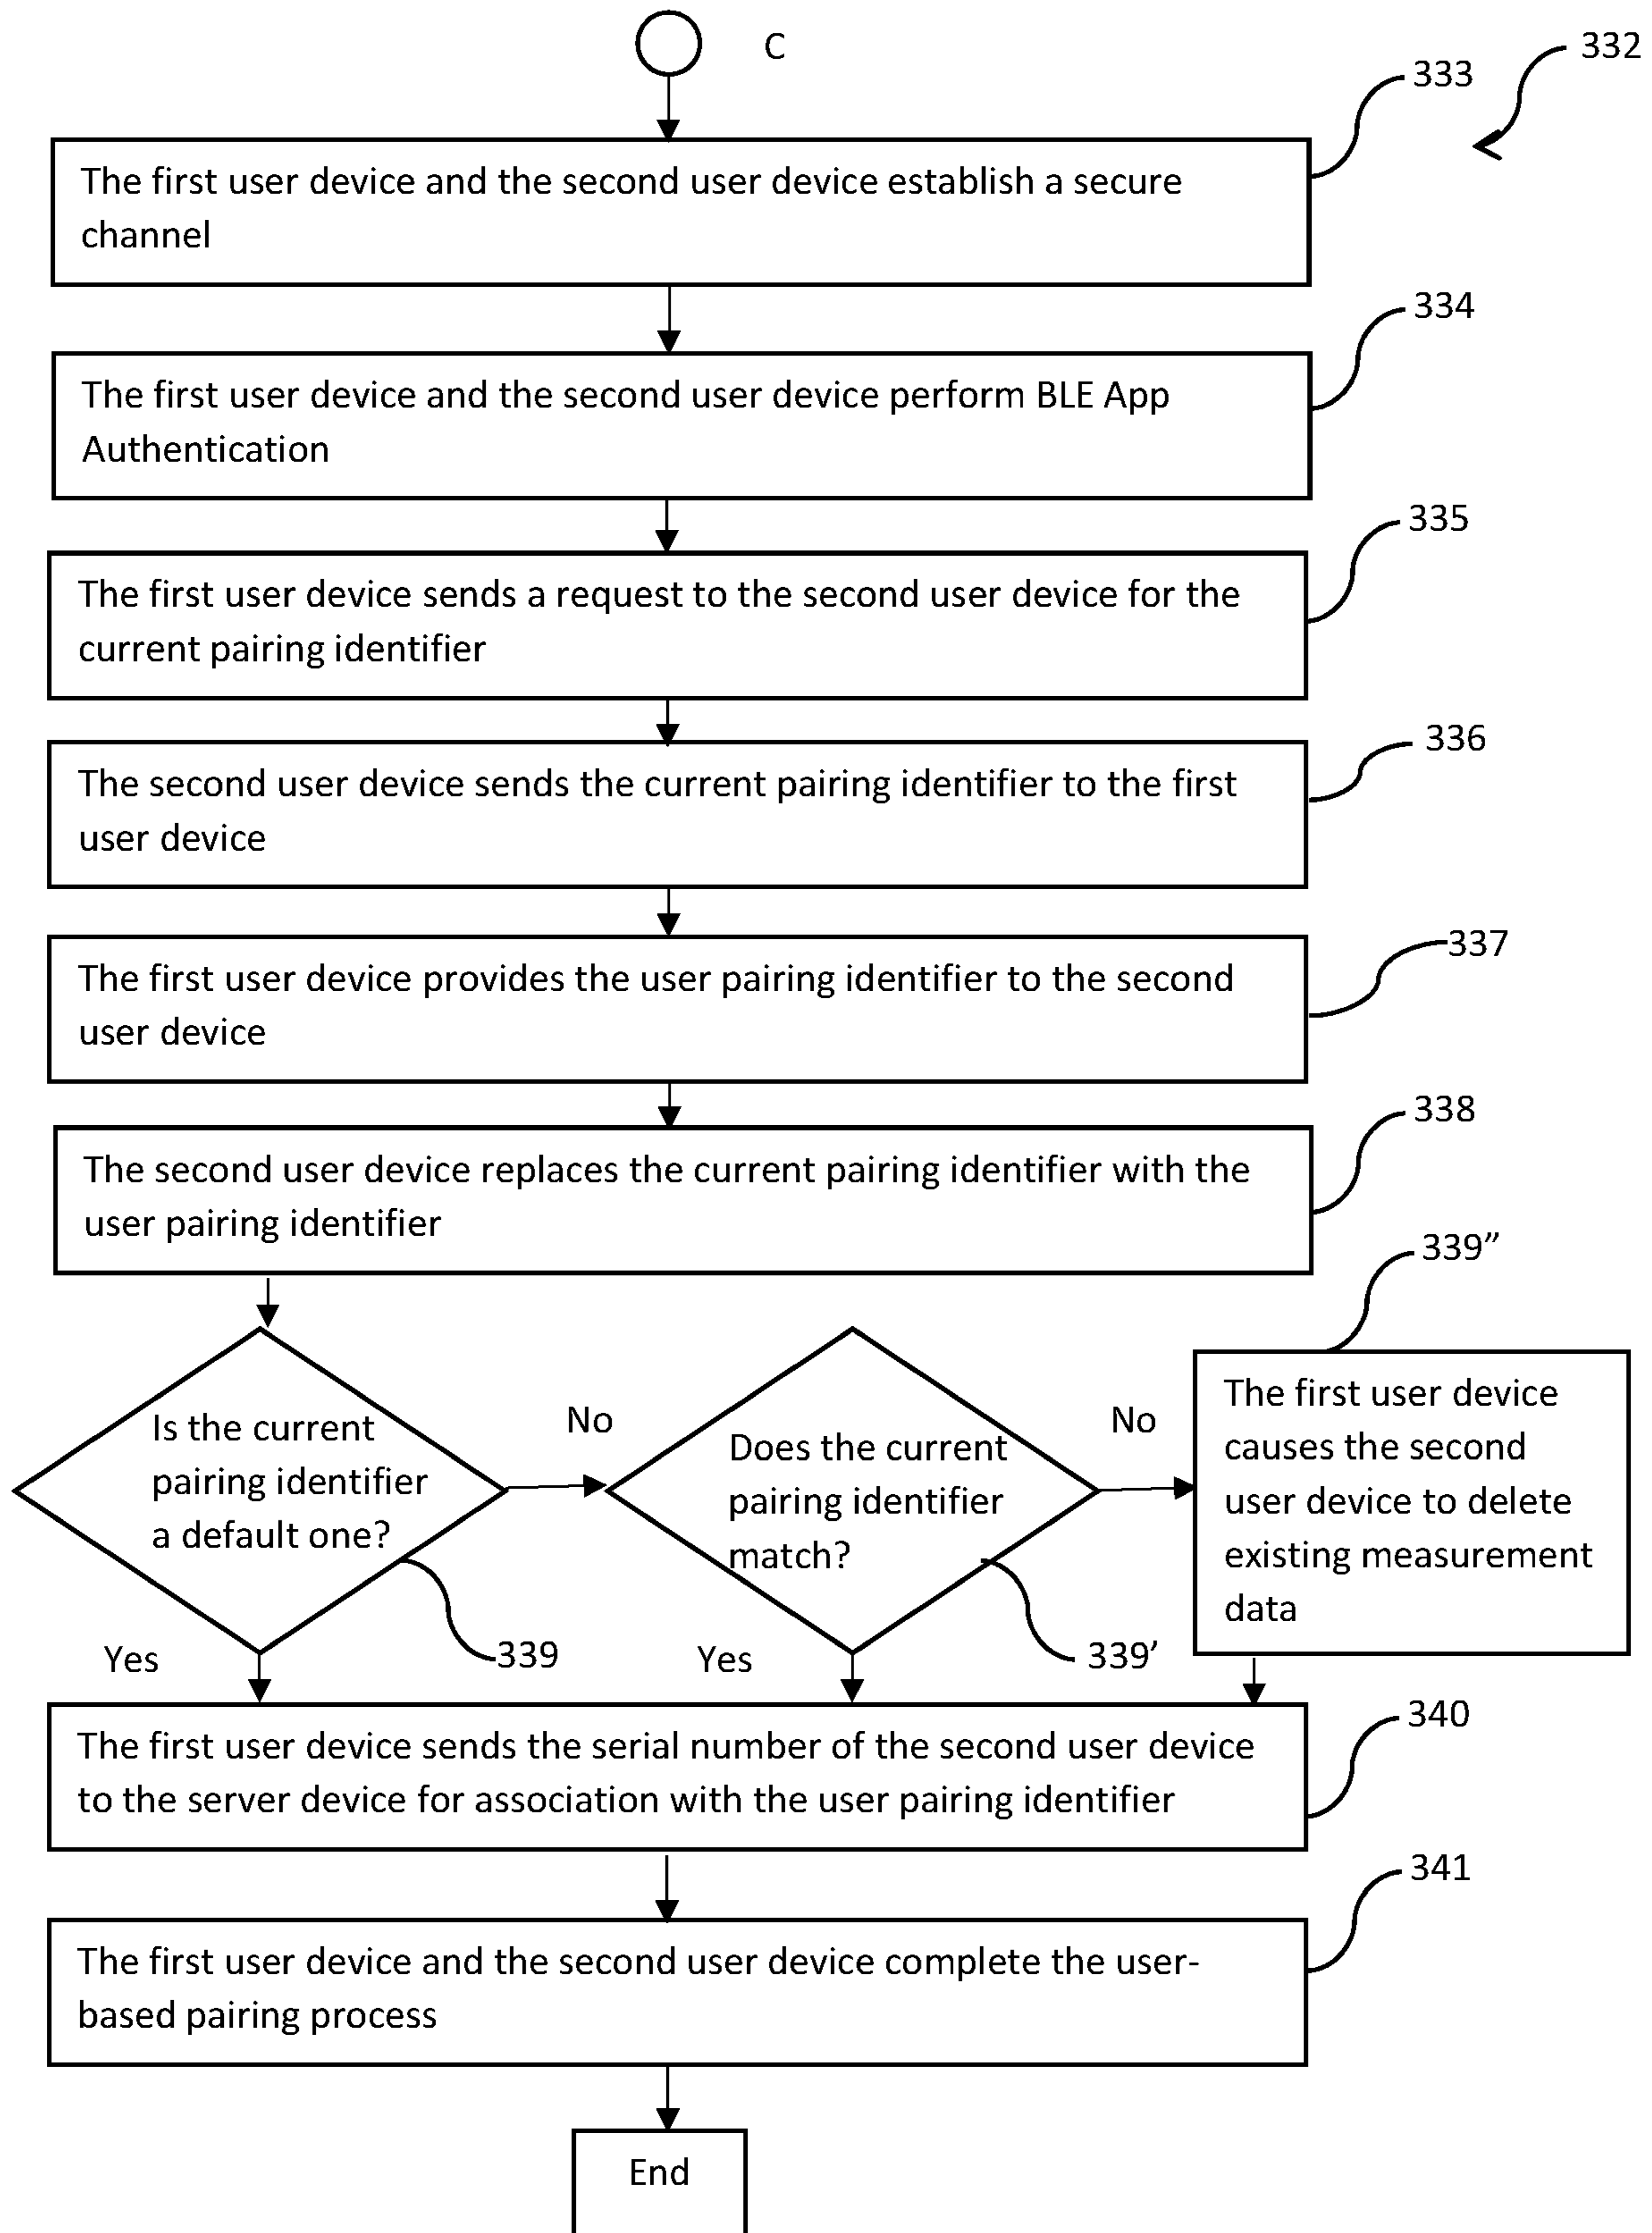 C
332
333
The first user device and the second user device establish a secure
channel
334
The first user device and the second user device perform BLE App
Authentication
335
The first user device sends a request to the second user device for the
current pairing identifier
336
The second user device sends the current pairing identifier to the first
user device
337
The first user device provides the user pairing identifier to the second
user device
338
The second user device replaces the current pairing identifier with the
user pairing identifier
339”
Is the current
pairing identifier
a default one?
No
Does the current
pairing identifier
match?
No
The first user device
causes the second
user device to delete
existing measurement
data
Yes
339
Yes
339’
340
The first user device sends the serial number of the second user device
to the server device for association with the user pairing identifier
341
The first user device and the second user device complete the user-
based pairing process
End